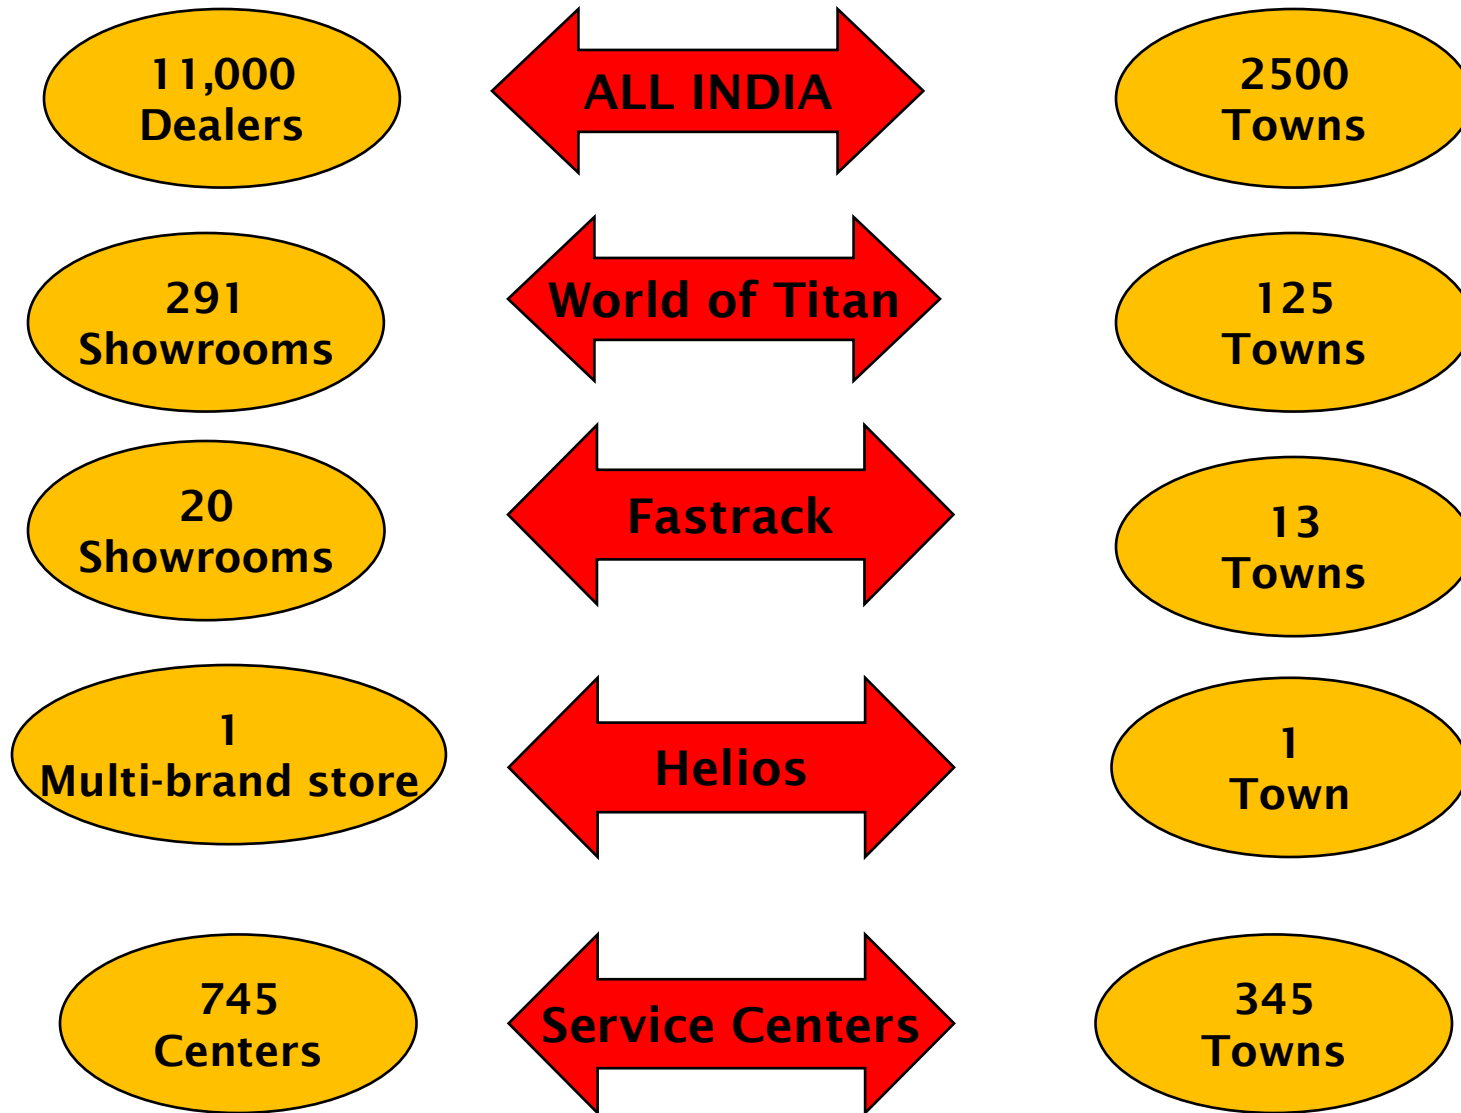 11,000
Dealers
ALL INDIA
2500
Towns
291
Showrooms
World of Titan
125
Towns
20
Showrooms
Fastrack
13
Towns
1
Multi-brand store
Helios
1
Town
745
Centers
Service Centers
345
Towns